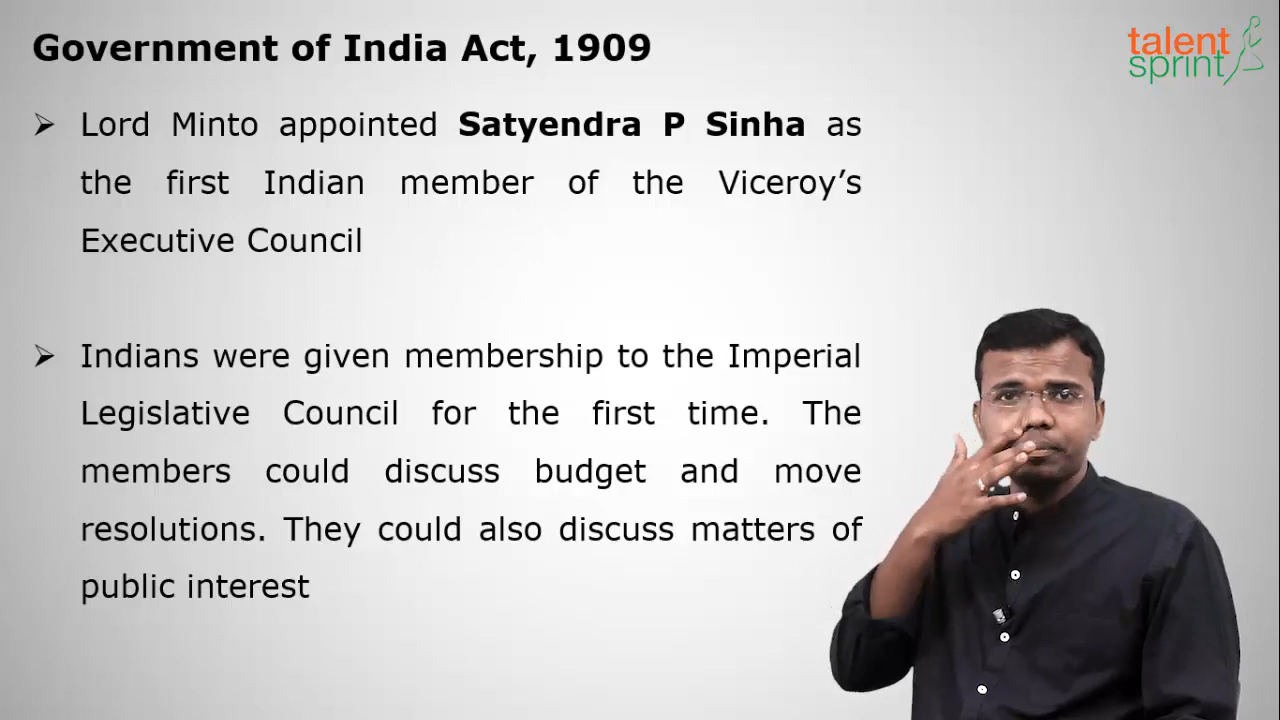 Government of India Act, 1909
talent
sprint
➢ Lord Minto appointed Satyendra P Sinha as
the first Indian member of the Viceroy’s
Executive Council
➢ Indians were given membership to the Imperial
Legislative Council for the first time. The
members could discuss budget and move
resolutions. They could also discuss matters of
public interest